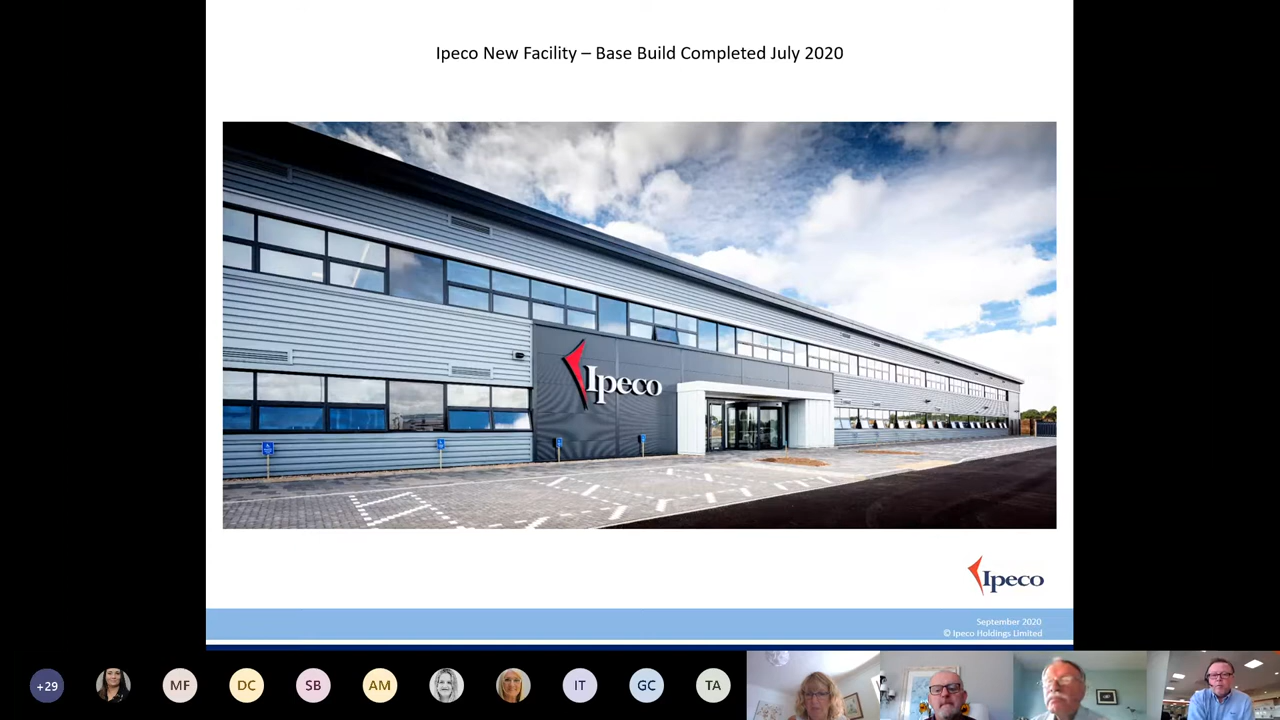 Ipeco New Facility – Base Build Completed July 2020
Ipeco
Ipeco
September 2020
© Ipeco Holdings Limited
+29
MF
DC
SB
AM
IT
GC
TA